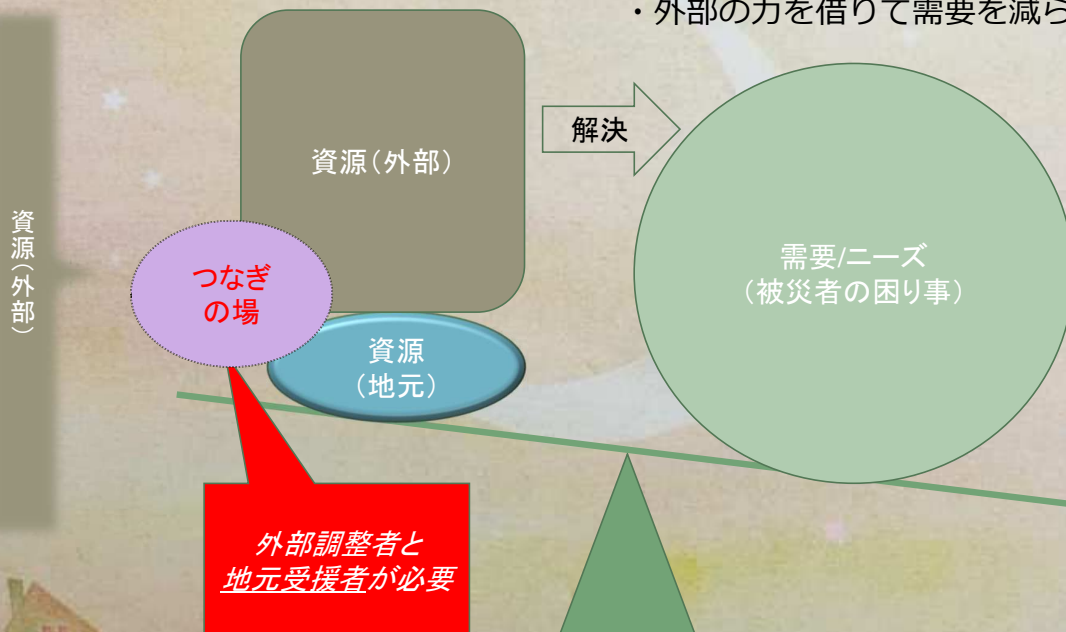 ・外部の力を借りて需要を減ら
資源(外部)
資源(外部)
解決
需要/ニーズ
(被災者の困り事)
つなぎ
の場
資源
(地元)
外部調整者と
地元受援者が必要